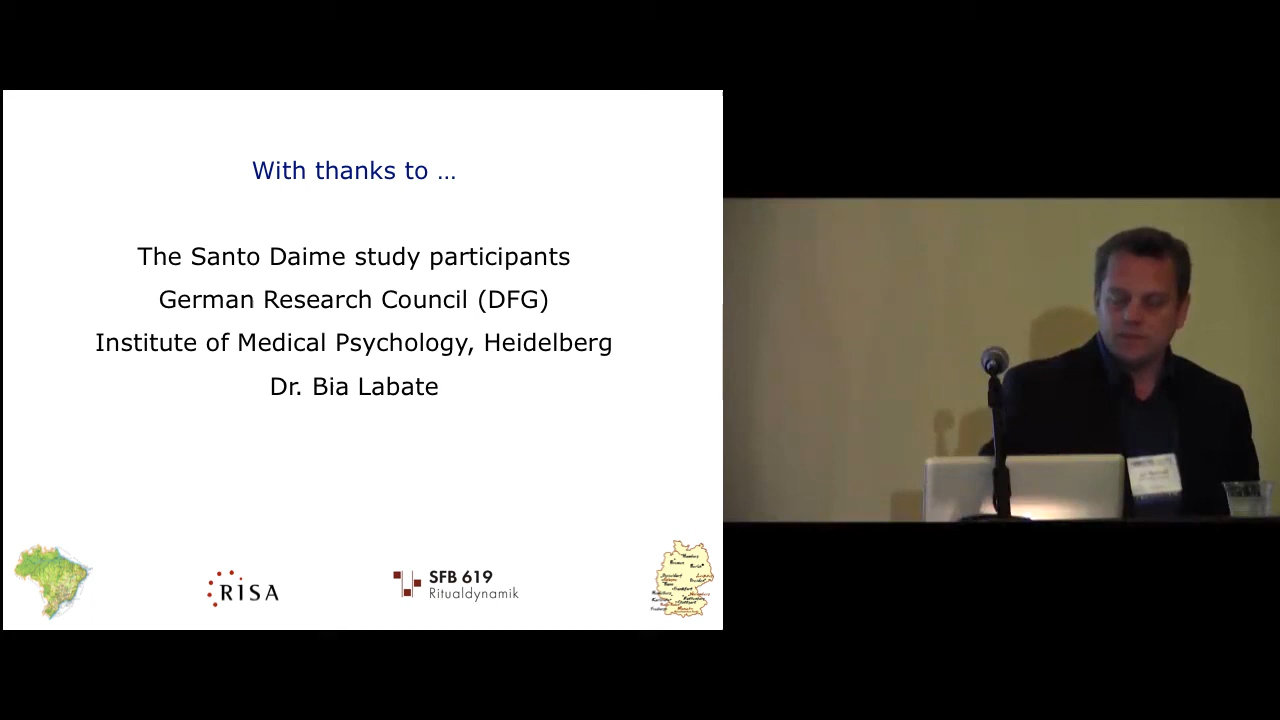 With thanks to …
The Santo Daime study participants
German Research Council (DFG)
Institute of Medical Psychology, Heidelberg
Dr. Bia Labate
RISA
SFB 619
Ritualdynamik